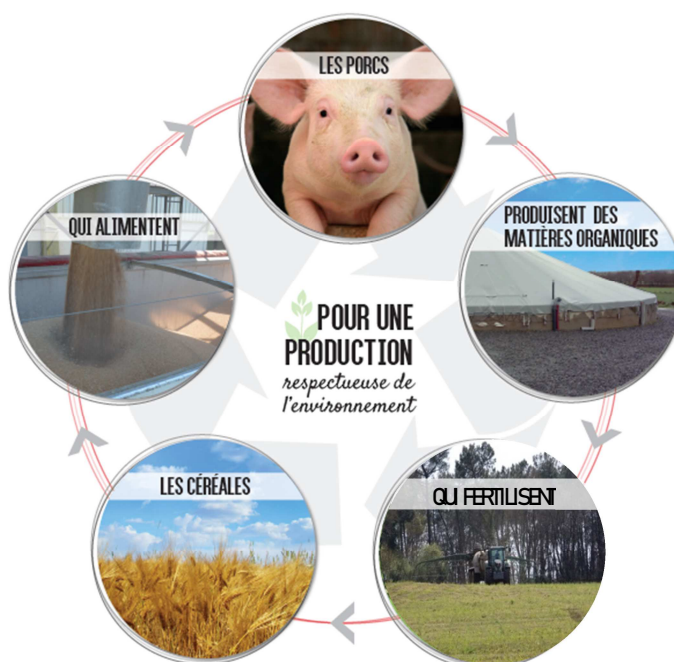 LES PORCS
PRODUISENT DES
MATIÈRES ORGANIQUES
QUI FERTILISENT
LES CÉRÉALES
QUI ALIMENTENT
POUR UNE
PRODUCTION
respectueuse de
l'environnement